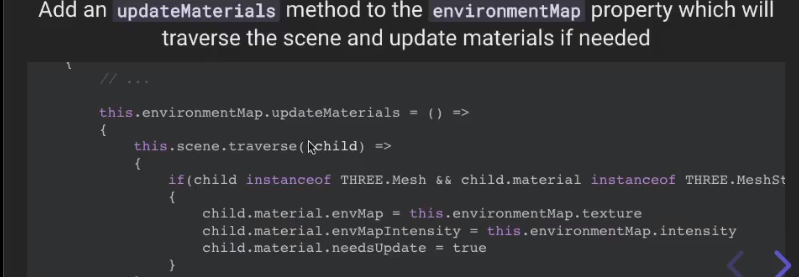 Add an updateMaterials method to the environmentMap property which will
traverse the scene and update materials if needed
{
// ...
this.environmentMap.updateMaterials = () =>
{
this.scene.traverse((child) =>
{
if(child instanceof THREE.Mesh && child.material instanceof THREE.MeshSt
{
child.material.envMap = this.environmentMap.texture
child.material.envMapIntensity = this.environmentMap.intensity
child.material.needsUpdate = true
}